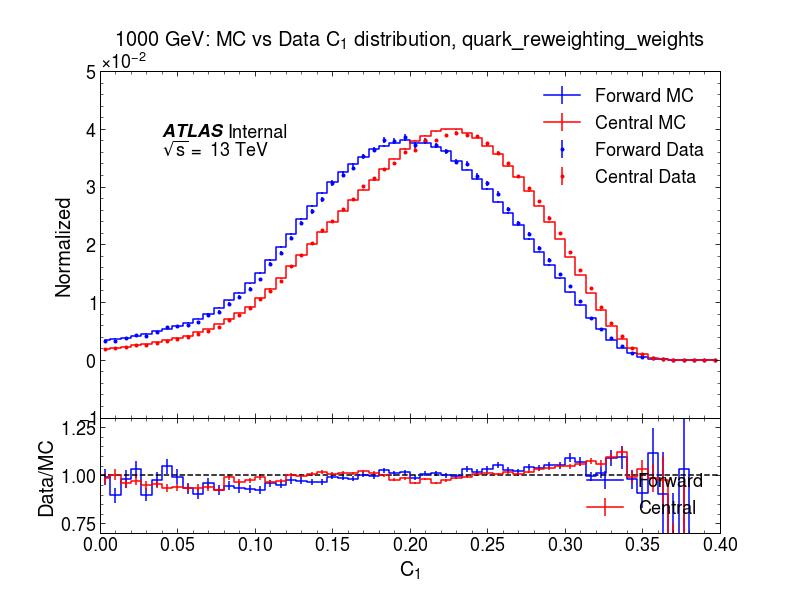 1000 GeV: MC vs Data C₁ distribution, quark_reweighting_weights
×10⁻²
5
4
3
2
1
0
−1
Normalized
ATLAS Internal
√s = 13 TeV
Forward MC
Central MC
Forward Data
Central Data
1.25
1.00
0.75
Data/MC
Forward
Central
0.00 0.05 0.10 0.15 0.20 0.25 0.30 0.35 0.40
C₁